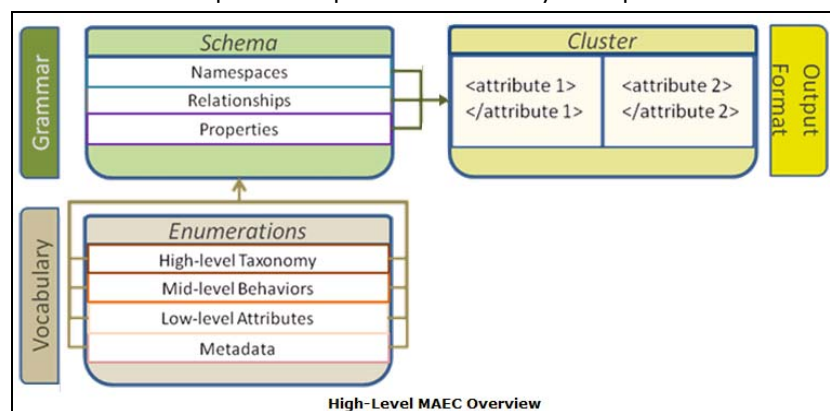 Grammar
Schema
Namespaces
Relationships
Properties
Cluster
<attribute 1>
</attribute 1>
<attribute 2>
</attribute 2>
Output
Format
Vocabulary
Enumerations
High-level Taxonomy
Mid-level Behaviors
Low-level Attributes
Metadata
High-Level MAEC Overview